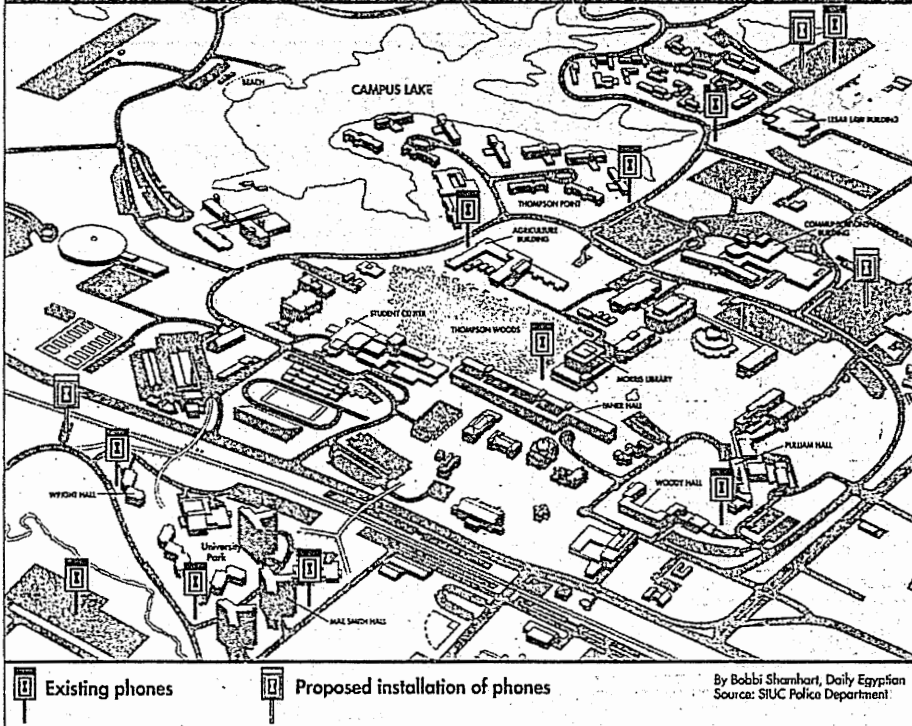 BEACH
CAMPUS LAKE
LESAR LAW BUILDING
THOMPSON POINT
AGRICULTURE
BUILDING
COMMUNICATIONS
BUILDING
STUDENT CENTER
THOMPSON WOODS
MORRIS LIBRARY
FANER HALL
PULLIAM HALL
WOODY HALL
WRIGHT HALL
University
Park
MAE SMITH HALL
Existing phones
Proposed installation of phones
By Bobbi Shamhart, Daily Egyptian
Source: SIUC Police Department